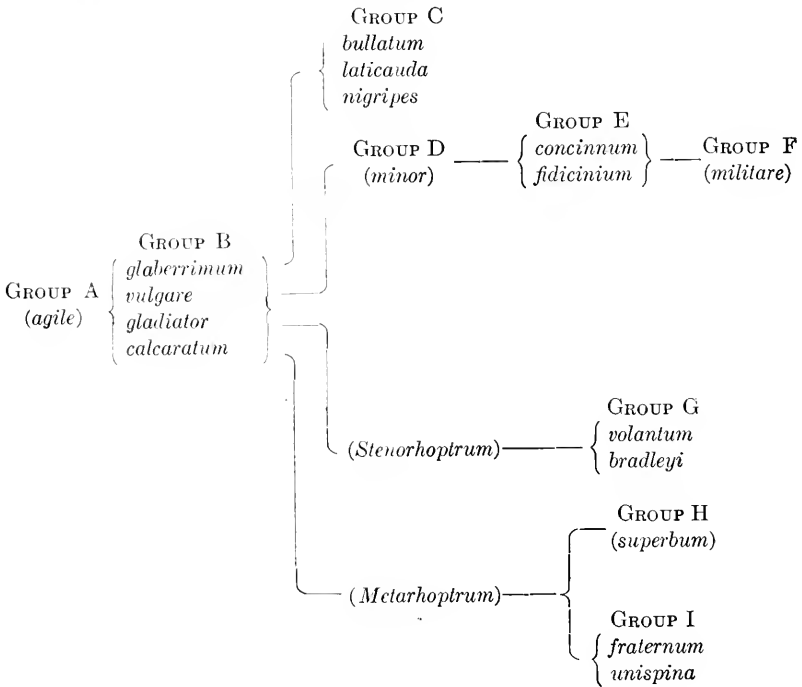 GROUP C
bullatum
laticauda
nigripes
GROUP D
(minor)
GROUP E
concinnum
fidicinium
GROUP F
(militare)
GROUP A
(agile)
GROUP B
glaberrimum
vulgare
gladiator
calcaratum
(Stenorhoptrum)
GROUP G
volantum
bradleyi
(Metarhoptrum)
GROUP H
(superbum)
GROUP I
fraternum
unispina